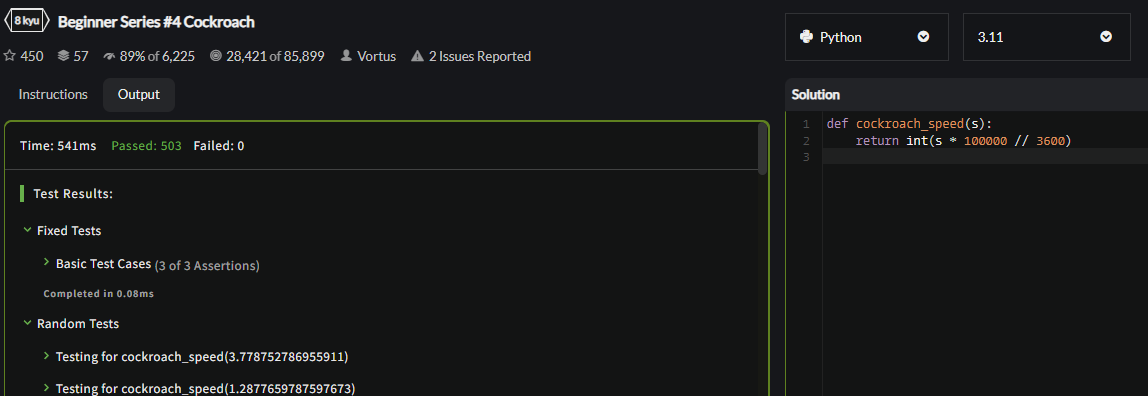 8 kyu Beginner Series #4 Cockroach
450 57 89% of 6,225 28,421 of 85,899 Vortus 2 Issues Reported
Instructions Output
Time: 541ms Passed: 503 Failed: 0
Test Results:
Fixed Tests
Basic Test Cases (3 of 3 Assertions)
Completed in 0.08ms
Random Tests
Testing for cockroach_speed(3.778752786955911)
Testing for cockroach_speed(1.2877659787597673)
Python 3.11
Solution
1 def cockroach_speed(s):
2     return int(s * 100000 // 3600)
3